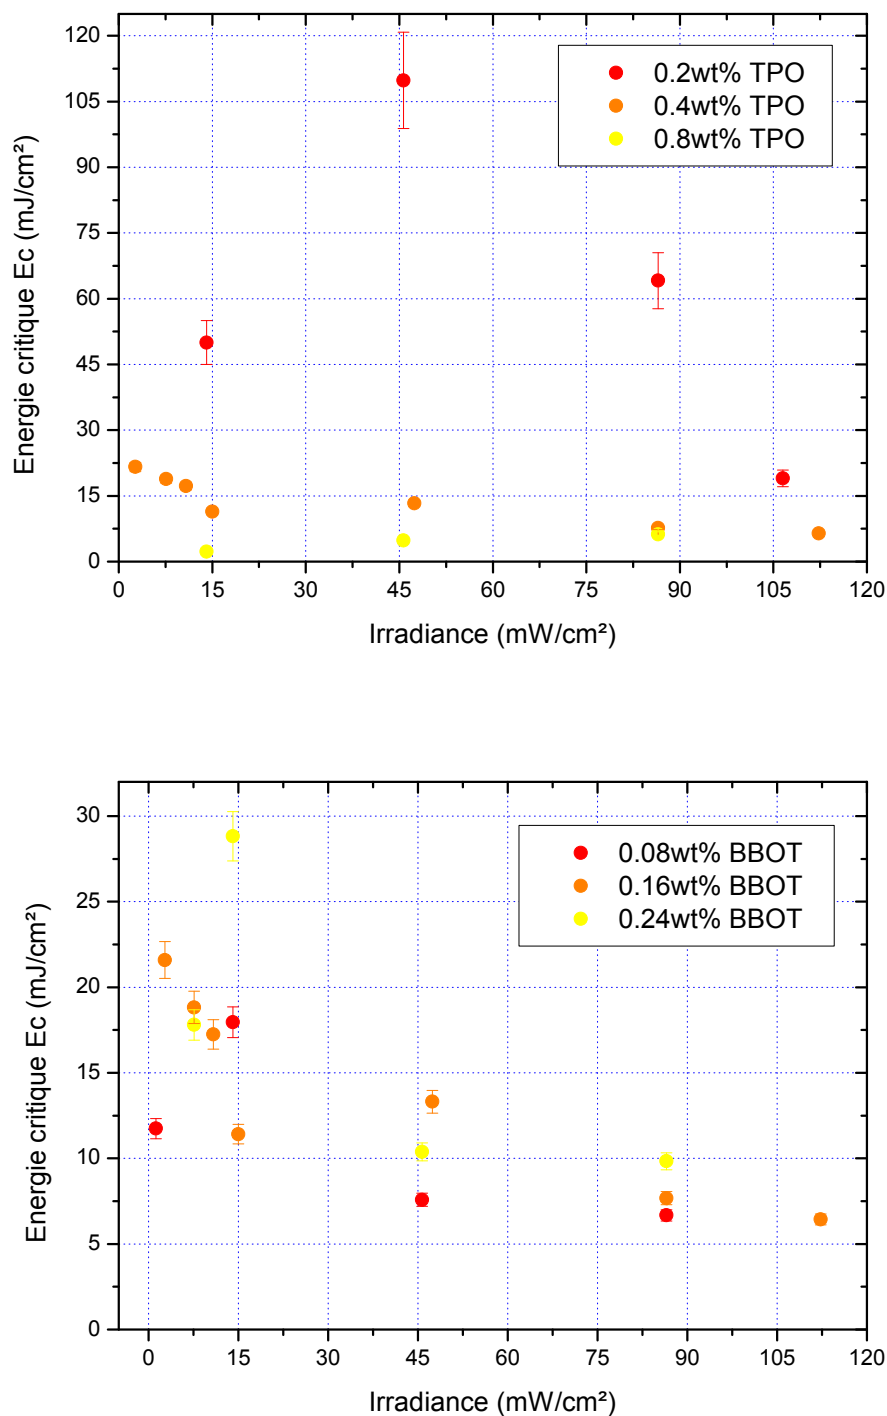 120
105
90
75
60
45
30
15
0
Energie critique Ec (mJ/cm²)
0.2wt% TPO
0.4wt% TPO
0.8wt% TPO
0 15 30 45 60 75 90 105 120
Irradiance (mW/cm²)
30
25
20
15
10
5
0
Energie critique Ec (mJ/cm²)
0.08wt% BBOT
0.16wt% BBOT
0.24wt% BBOT
0 15 30 45 60 75 90 105 120
Irradiance (mW/cm²)